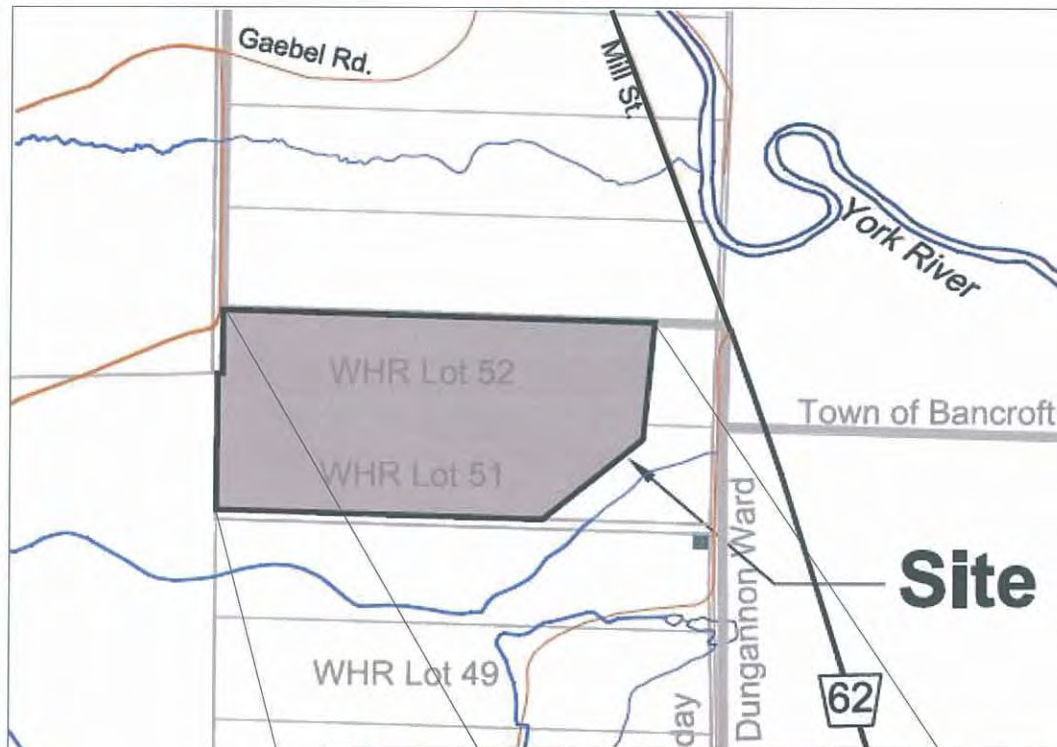 Gaebel Rd.
Mill St.
York River
WHR Lot 52
Town of Bancroft
WHR Lot 51
Dungannon Ward
Site
WHR Lot 49
62
day